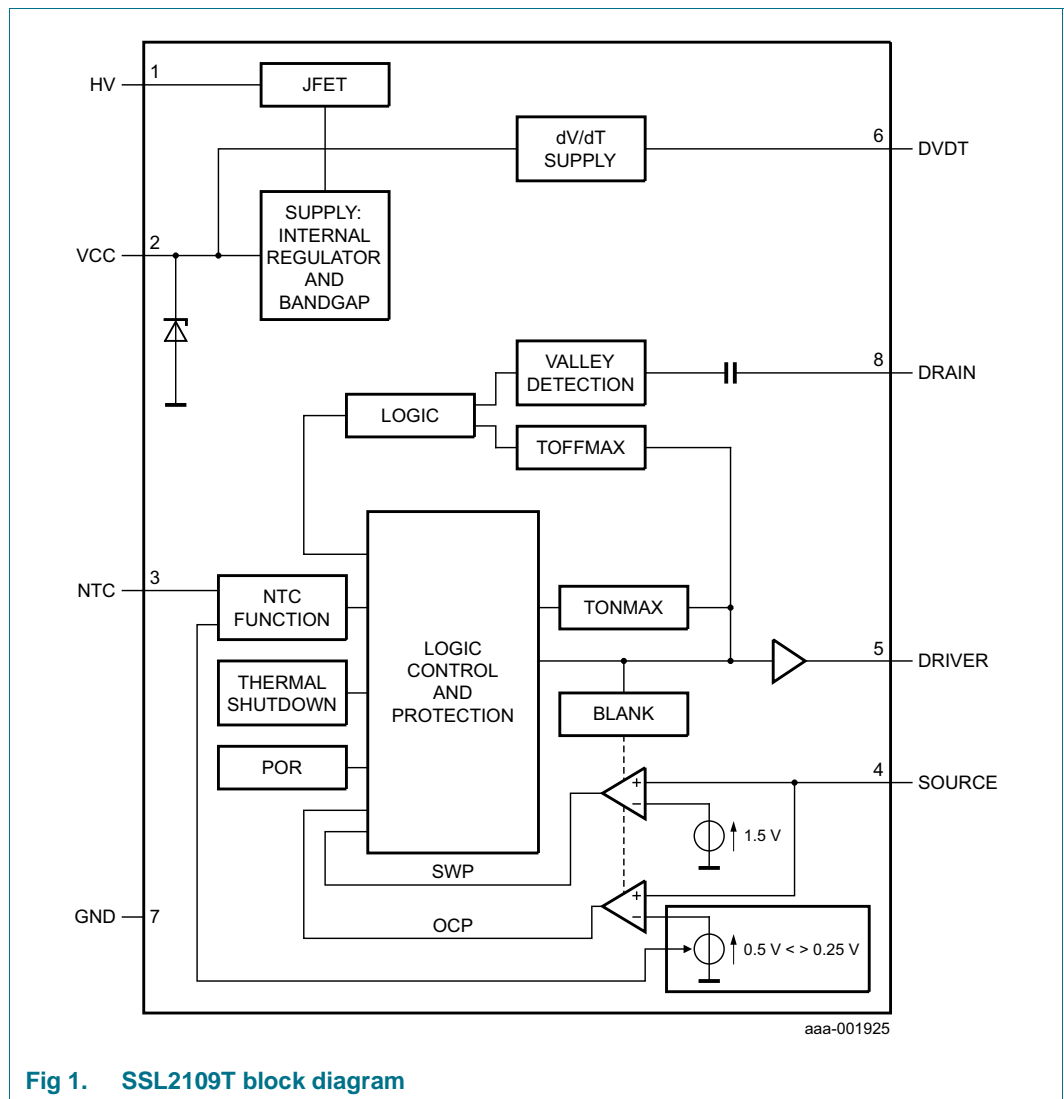 1
HV
JFET
dV/dT
SUPPLY
6
DVDT
SUPPLY:
INTERNAL
REGULATOR
AND
BANDGAP
2
VCC
VALLEY
DETECTION
8
DRAIN
LOGIC
TOFFMAX
3
NTC
NTC
FUNCTION
TONMAX
LOGIC
CONTROL
AND
PROTECTION
5
DRIVER
THERMAL
SHUTDOWN
BLANK
POR
4
SOURCE
+
−
1.5 V
SWP
+
−
GND
7
OCP
0.5 V < > 0.25 V
aaa-001925
Fig 1. SSL2109T block diagram